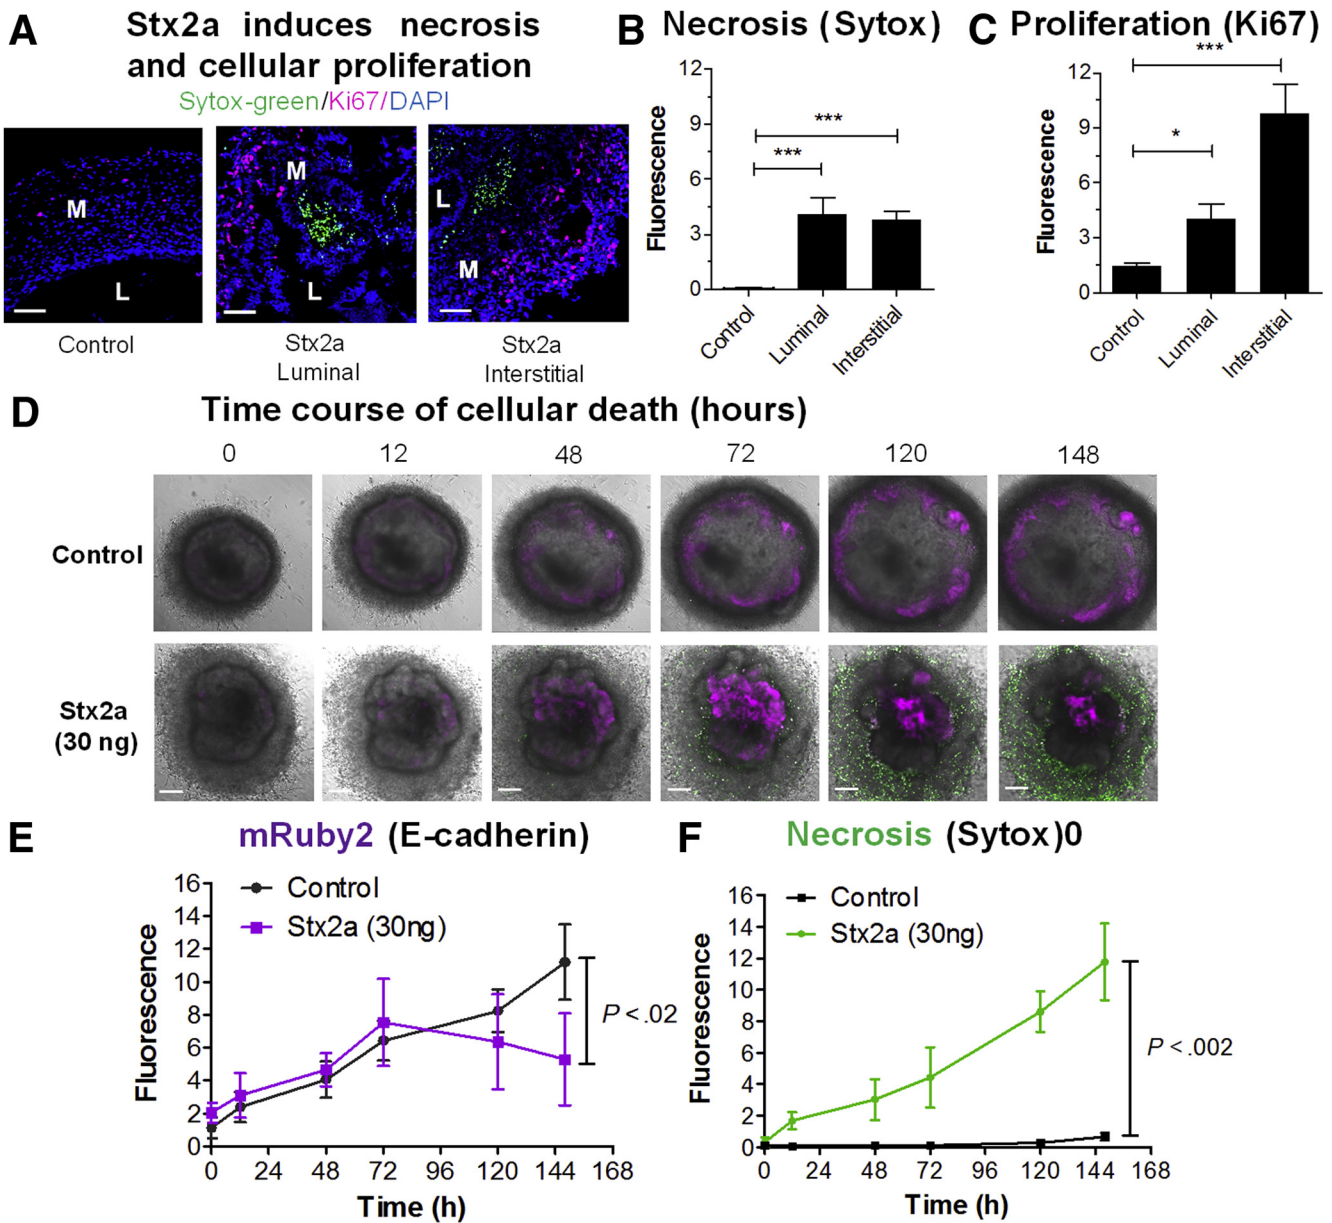 A
Stx2a induces necrosis
and cellular proliferation
Sytox-green/Ki67/DAPI
M
L
Control
M
L
Stx2a
Luminal
L
M
Stx2a
Interstitial
B
Necrosis (Sytox)
Fluorescence
12
9
6
3
0
***
***
Control
Luminal
Interstitial
C
Proliferation (Ki67)
Fluorescence
12
9
6
3
0
***
*
Control
Luminal
Interstitial
D
Time course of cellular death (hours)
0 12 48 72 120 148
Control
Stx2a
(30 ng)
E
mRuby2 (E-cadherin)
Fluorescence
16
14
12
10
8
6
4
2
0
Control
Stx2a (30ng)
P < .02
0 24 48 72 96 120 144 168
Time (h)
F
Necrosis (Sytox)0
Fluorescence
16
14
12
10
8
6
4
2
0
Control
Stx2a (30ng)
P < .002
0 24 48 72 96 120 144 168
Time (h)